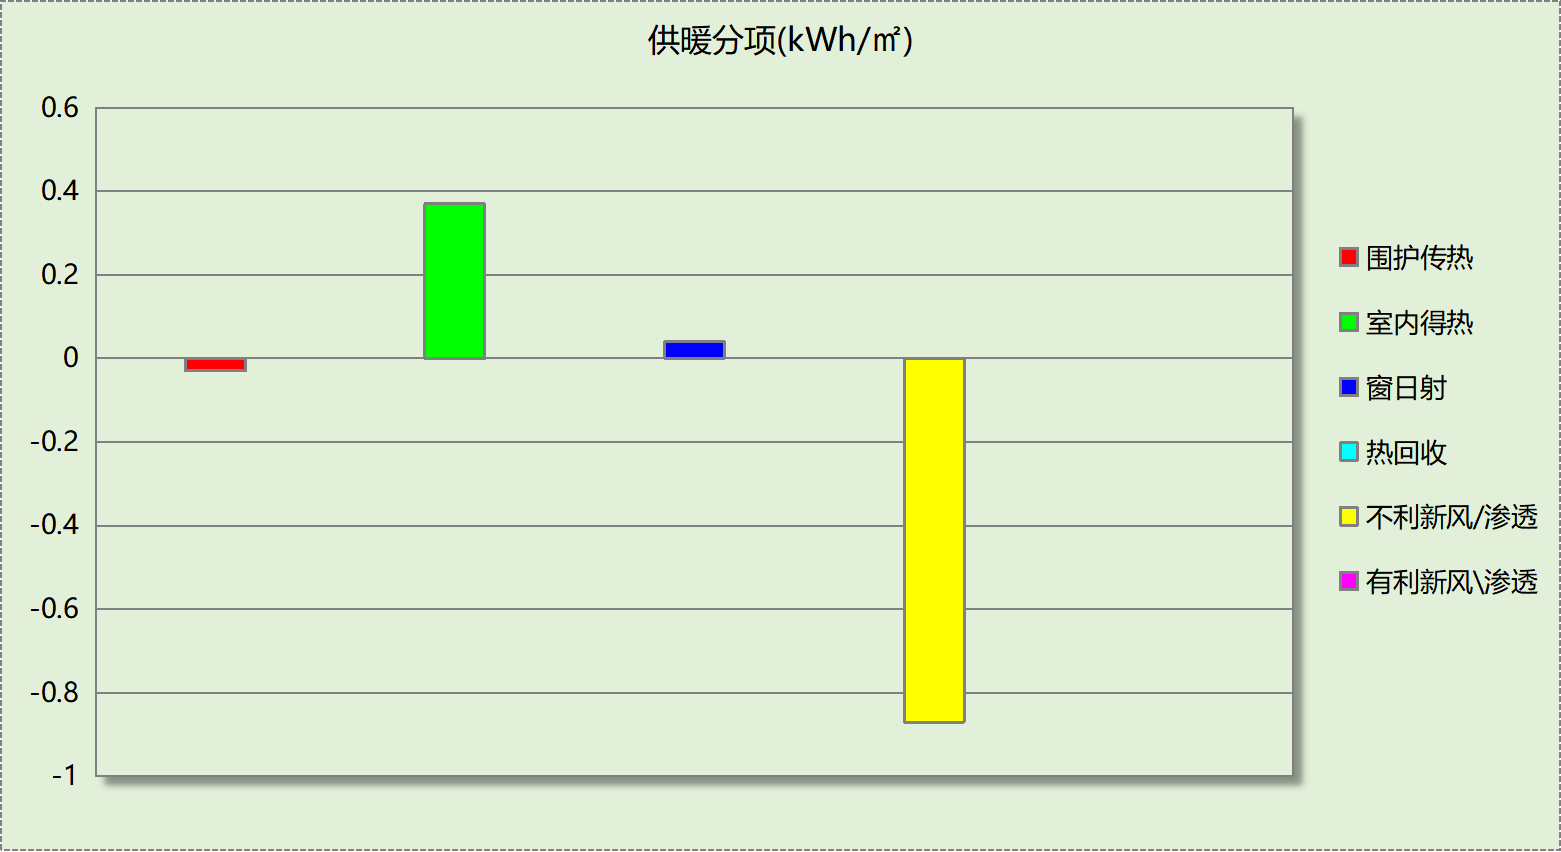 供暖分项(kWh/㎡)
0.6
0.4
0.2
0
-0.2
-0.4
-0.6
-0.8
-1
围护传热
室内得热
窗日射
热回收
不利新风/渗透
有利新风\渗透